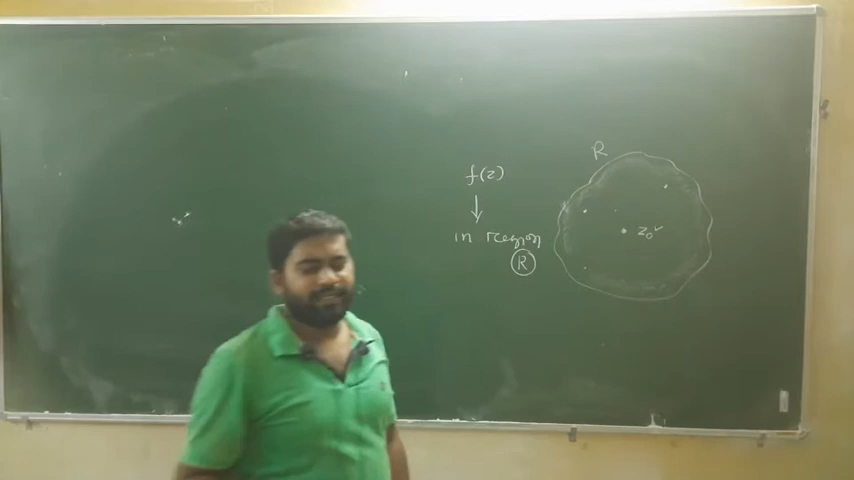 f(z)
↓
in region
R
R
z₀